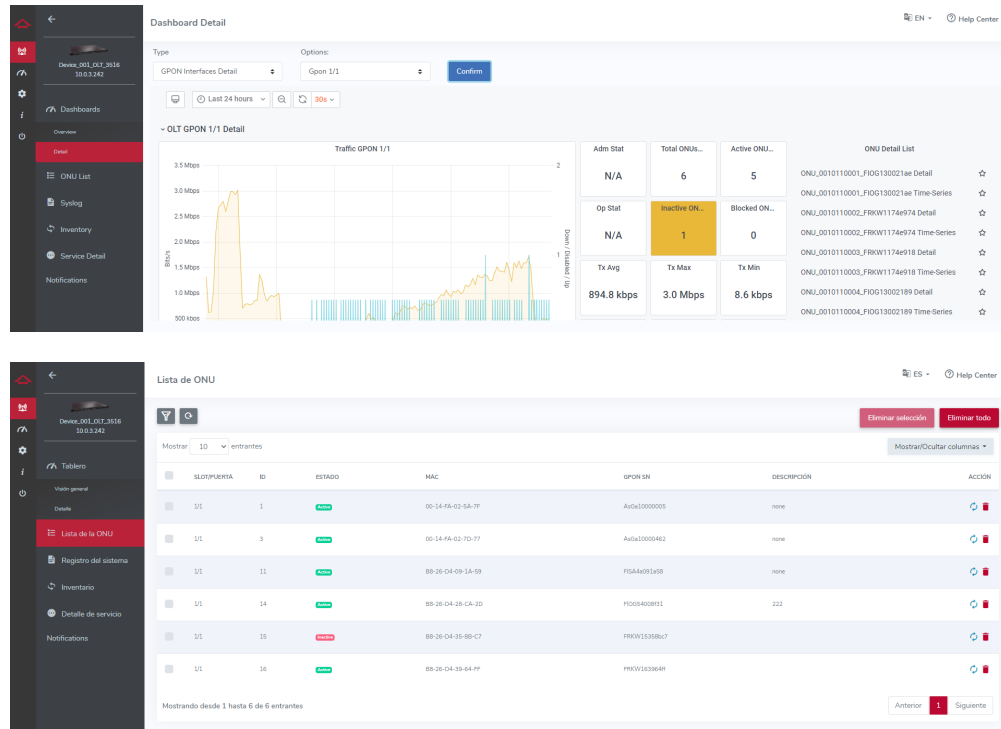 Dashboard Detail
EN
Help Center
Device_001_OLT_3516
10.0.3.242
Dashboards
Overview
Detail
ONU List
Syslog
Inventory
Service Detail
Notifications
Type
Options:
GPON Interfaces Detail
Gpon 1/1
Confirm
Last 24 hours
30s
OLT GPON 1/1 Detail
Traffic GPON 1/1
3.5 Mbps
3.0 Mbps
2.5 Mbps
2.0 Mbps
1.5 Mbps
1.0 Mbps
500 kbps
Bits/s
2
1
Down / Disabled / Up
Adm Stat
N/A
Total ONUs...
6
Active ONU...
5
Op Stat
N/A
Inactive ON...
1
Blocked ON...
0
Tx Avg
894.8 kbps
Tx Max
3.0 Mbps
Tx Min
8.6 kbps
ONU Detail List
ONU_0010110001_FIOG130021ae Detail
ONU_0010110001_FIOG130021ae Time-Series
ONU_0010110002_FRKW1174e974 Detail
ONU_0010110002_FRKW1174e974 Time-Series
ONU_0010110003_FRKW1174e918 Detail
ONU_0010110003_FRKW1174e918 Time-Series
ONU_0010110004_FIOG13002189 Detail
ONU_0010110004_FIOG13002189 Time-Series
Lista de ONU
ES
Help Center
Device_001_OLT_3516
10.0.3.242
Tablero
Visión general
Detalle
Lista de la ONU
Registro del sistema
Inventario
Detalle de servicio
Notifications
Eliminar selección
Eliminar todo
Mostrar 10 entrantes
Mostrar/Ocultar columnas
SLOT/PUERTA ID ESTADO MAC GPON SN DESCRIPCIÓN ACCIÓN
1/1 1 Active 00-14-FA-02-5A-7F AsGa10000005 none
1/1 3 Active 00-14-FA-02-7D-77 AsGa10000462 none
1/1 11 Active B8-26-D4-09-1A-59 FISA4a091a58 none
1/1 14 Active B8-26-D4-28-CA-2D 222
1/1 15 Inactive B8-26-D4-35-8B-C7 FRKW15358bc7
1/1 16 Active B8-26-D4-39-64-FF
Mostrando desde 1 hasta 6 de 6 entrantes
Anterior 1 Siguiente